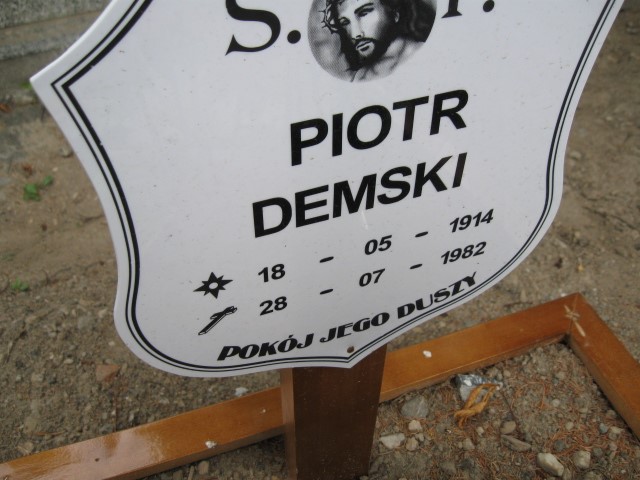 S. P.
PIOTR
DEMSKI
18 - 05 - 1914
28 - 07 - 1982
POKÓJ JEGO DUSZY